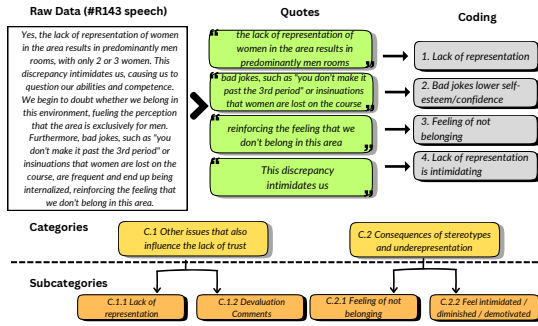 Raw Data (#R143 speech)
Yes, the lack of representation of women
in the area results in predominantly men
rooms, with only 2 or 3 women. This
discrepancy intimidates us, causing us to
question our abilities and competence.
We begin to doubt whether we belong in
this environment, fueling the perception
that the area is exclusively for men.
Furthermore, bad jokes, such as "you
don't make it past the 3rd period" or
insinuations that women are lost on the
course, are frequent and end up being
internalized, reinforcing the feeling that
we don't belong in this area.
Quotes
“ the lack of representation of
women in the area results in
predominantly men rooms ”
“ bad jokes, such as "you don't make it
past the 3rd period" or insinuations
that women are lost on the course ”
“ reinforcing the feeling that we
don't belong in this area ”
“ This discrepancy
intimidates us ”
Coding
1. Lack of representation
2. Bad jokes lower self-
esteem/confidence
3. Feeling of not
belonging
4. Lack of representation
is intimidating
Categories
C.1 Other issues that also
influence the lack of trust
C.2 Consequences of stereotypes
and underepresentation
Subcategories
C.1.1 Lack of
representation
C.1.2 Devaluation
Comments
C.2.1 Feeling of not
belonging
C.2.2 Feel intimidated /
diminished / demotivated